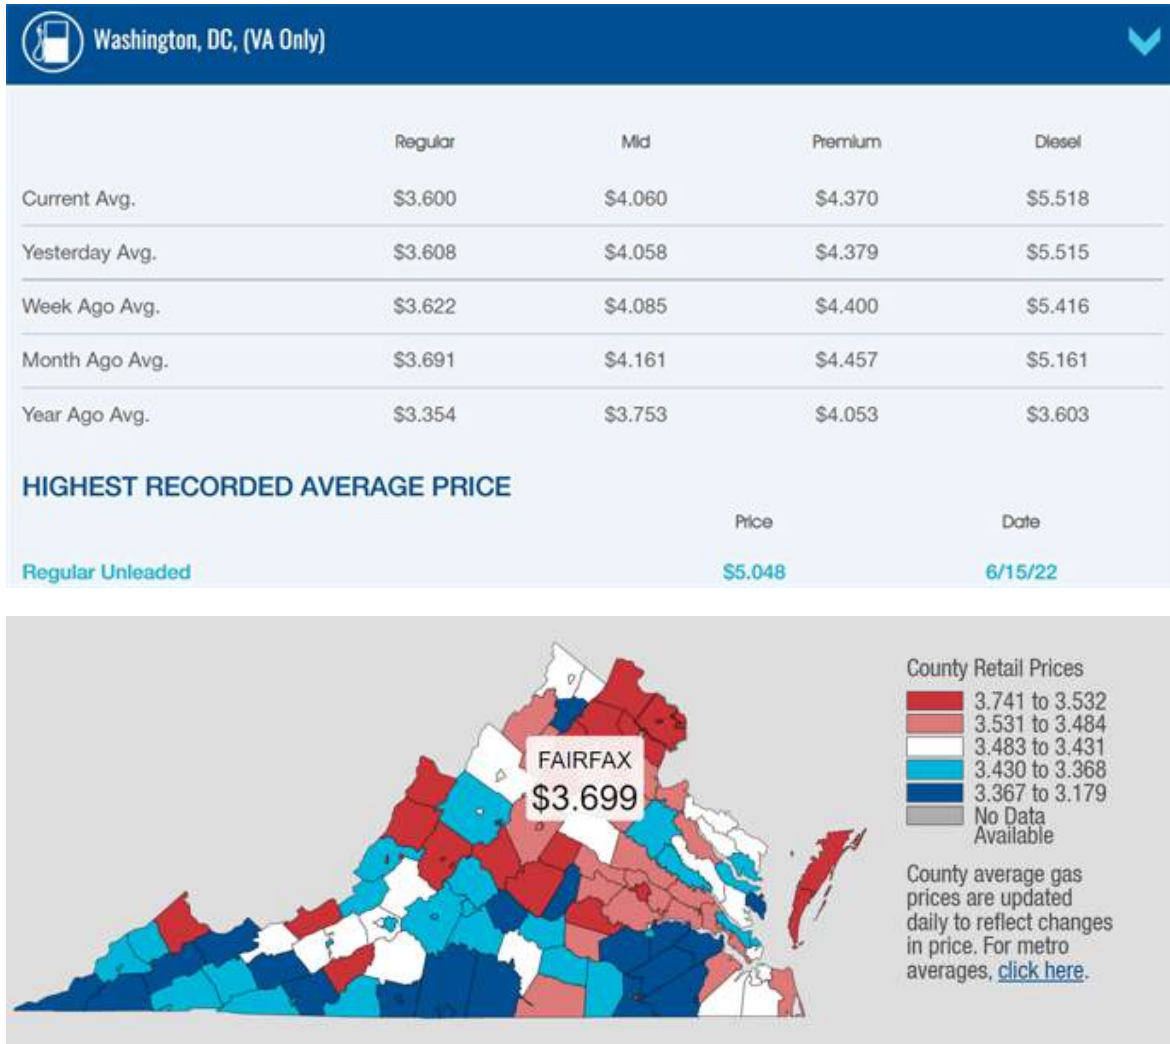 Washington, DC, (VA Only)
Regular Mid Premium Diesel
Current Avg. $3.600 $4.060 $4.370 $5.518
Yesterday Avg. $3.608 $4.058 $4.379 $5.515
Week Ago Avg. $3.622 $4.085 $4.400 $5.416
Month Ago Avg. $3.691 $4.161 $4.457 $5.161
Year Ago Avg. $3.354 $3.753 $4.053 $3.603
HIGHEST RECORDED AVERAGE PRICE
Price Date
Regular Unleaded $5.048 6/15/22
FAIRFAX
$3.699
County Retail Prices
3.741 to 3.532
3.531 to 3.484
3.483 to 3.431
3.430 to 3.368
3.367 to 3.179
No Data
Available
County average gas
prices are updated
daily to reflect changes
in price. For metro
averages, click here.